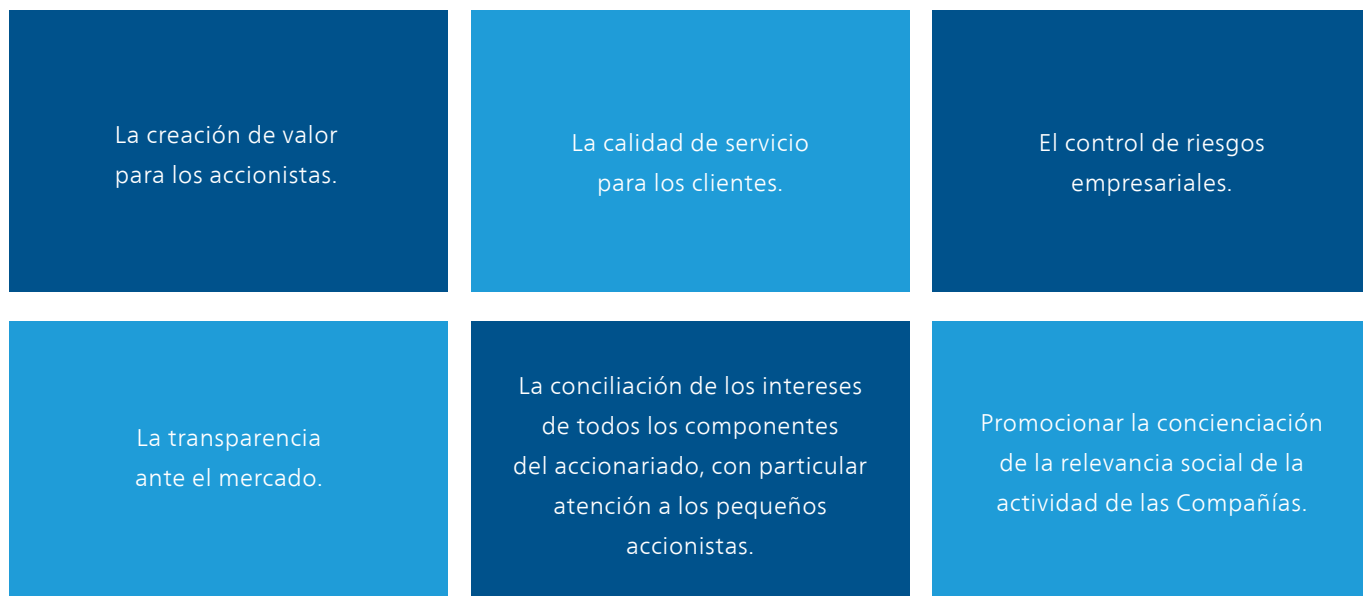 La creación de valor
para los accionistas.
La calidad de servicio
para los clientes.
El control de riesgos
empresariales.
La transparencia
ante el mercado.
La conciliación de los intereses
de todos los componentes
del accionariado, con particular
atención a los pequeños
accionistas.
Promocionar la concienciación
de la relevancia social de la
actividad de las Compañías.